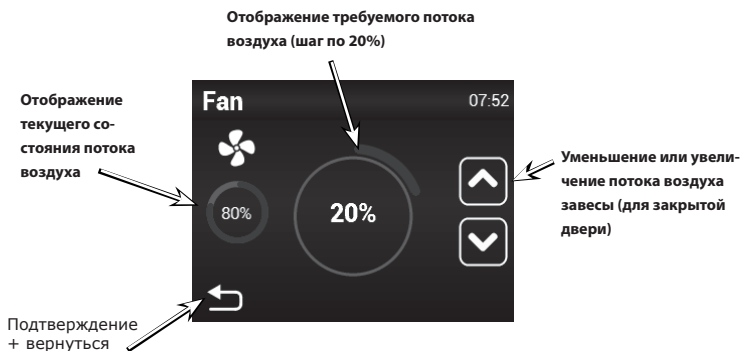 Отображение требуемого потока
воздуха (шаг по 20%)
Отображение
текущего со-
стояния потока
воздуха
Fan
07:52
80%
20%
Уменьшение или увели-
чение потока воздуха
завесы (для закрытой
двери)
Подтверждение
+ вернуться